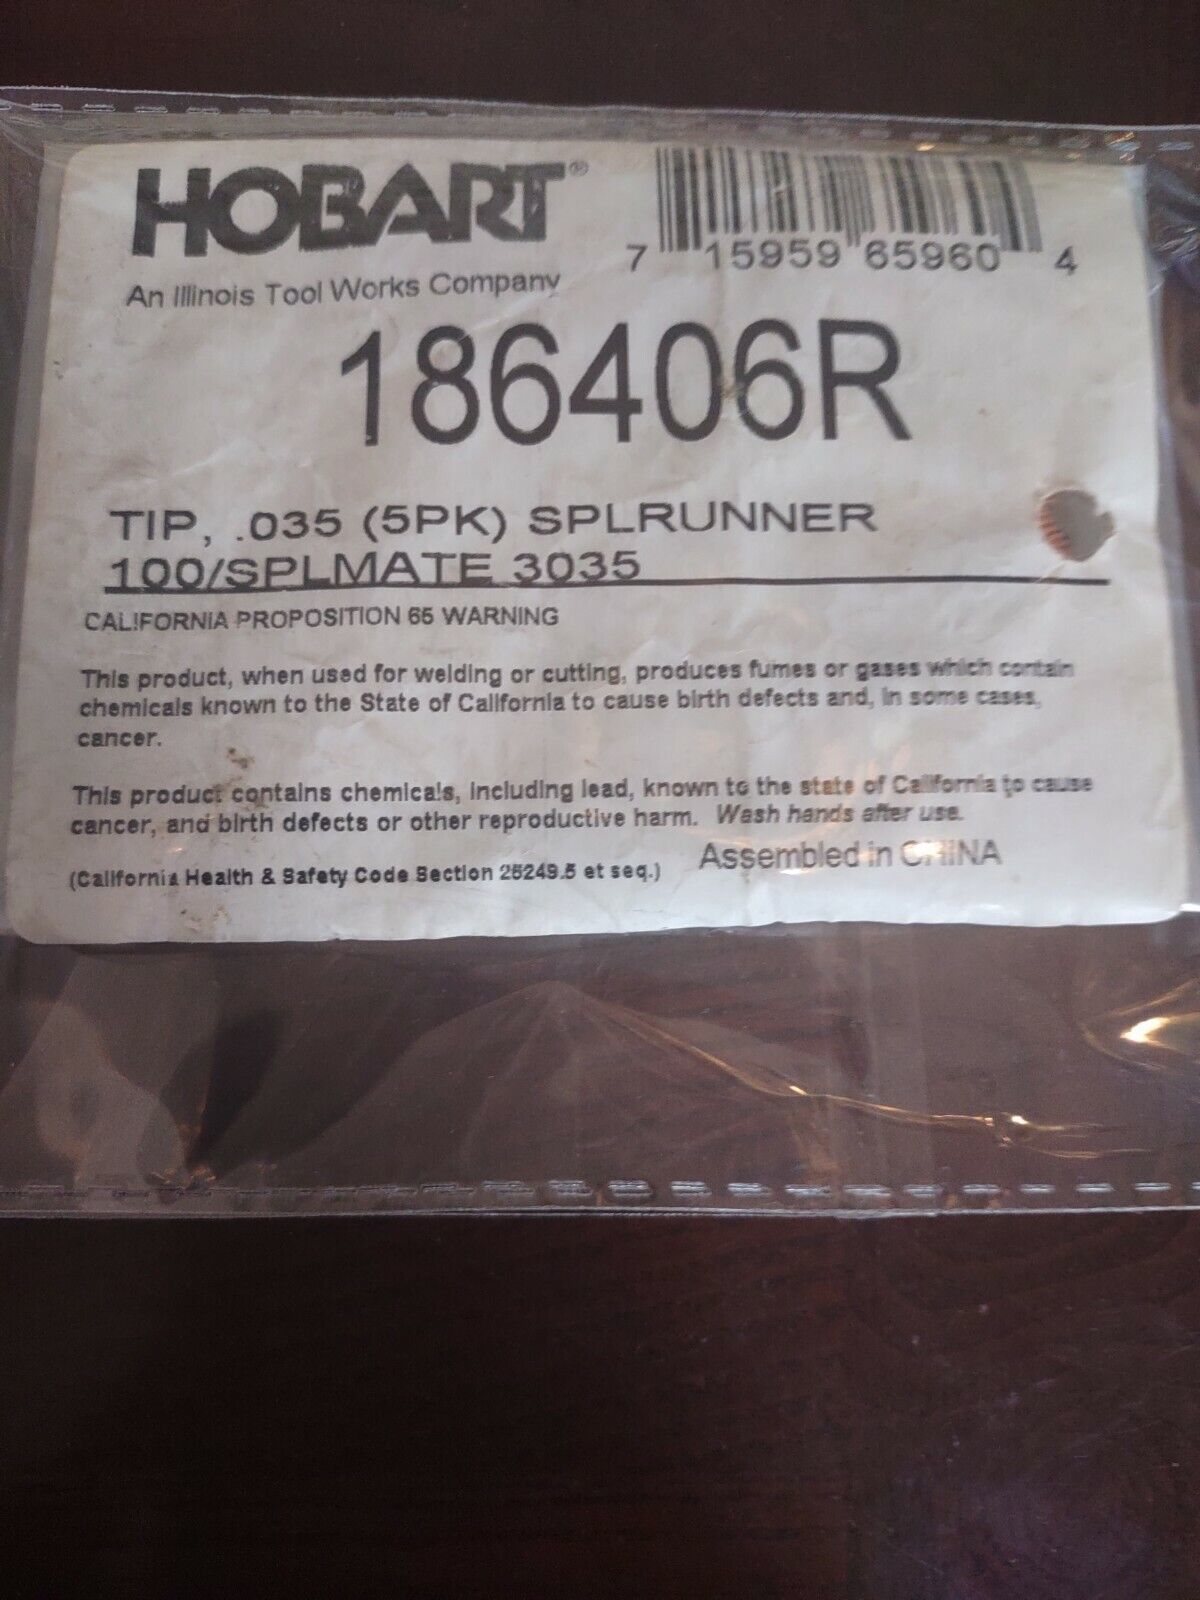 HOBART®
An Illinois Tool Works Company
7 15959 65960 4
186406R
TIP, .035 (5PK) SPLRUNNER
100/SPLMATE 3035
CALIFORNIA PROPOSITION 65 WARNING
This product, when used for welding or cutting, produces fumes or gases which contain
chemicals known to the State of California to cause birth defects and, in some cases,
cancer.
This product contains chemicals, including lead, known to the state of California to cause
cancer, and birth defects or other reproductive harm. Wash hands after use.
Assembled in CHINA
(California Health & Safety Code Section 25249.5 et seq.)